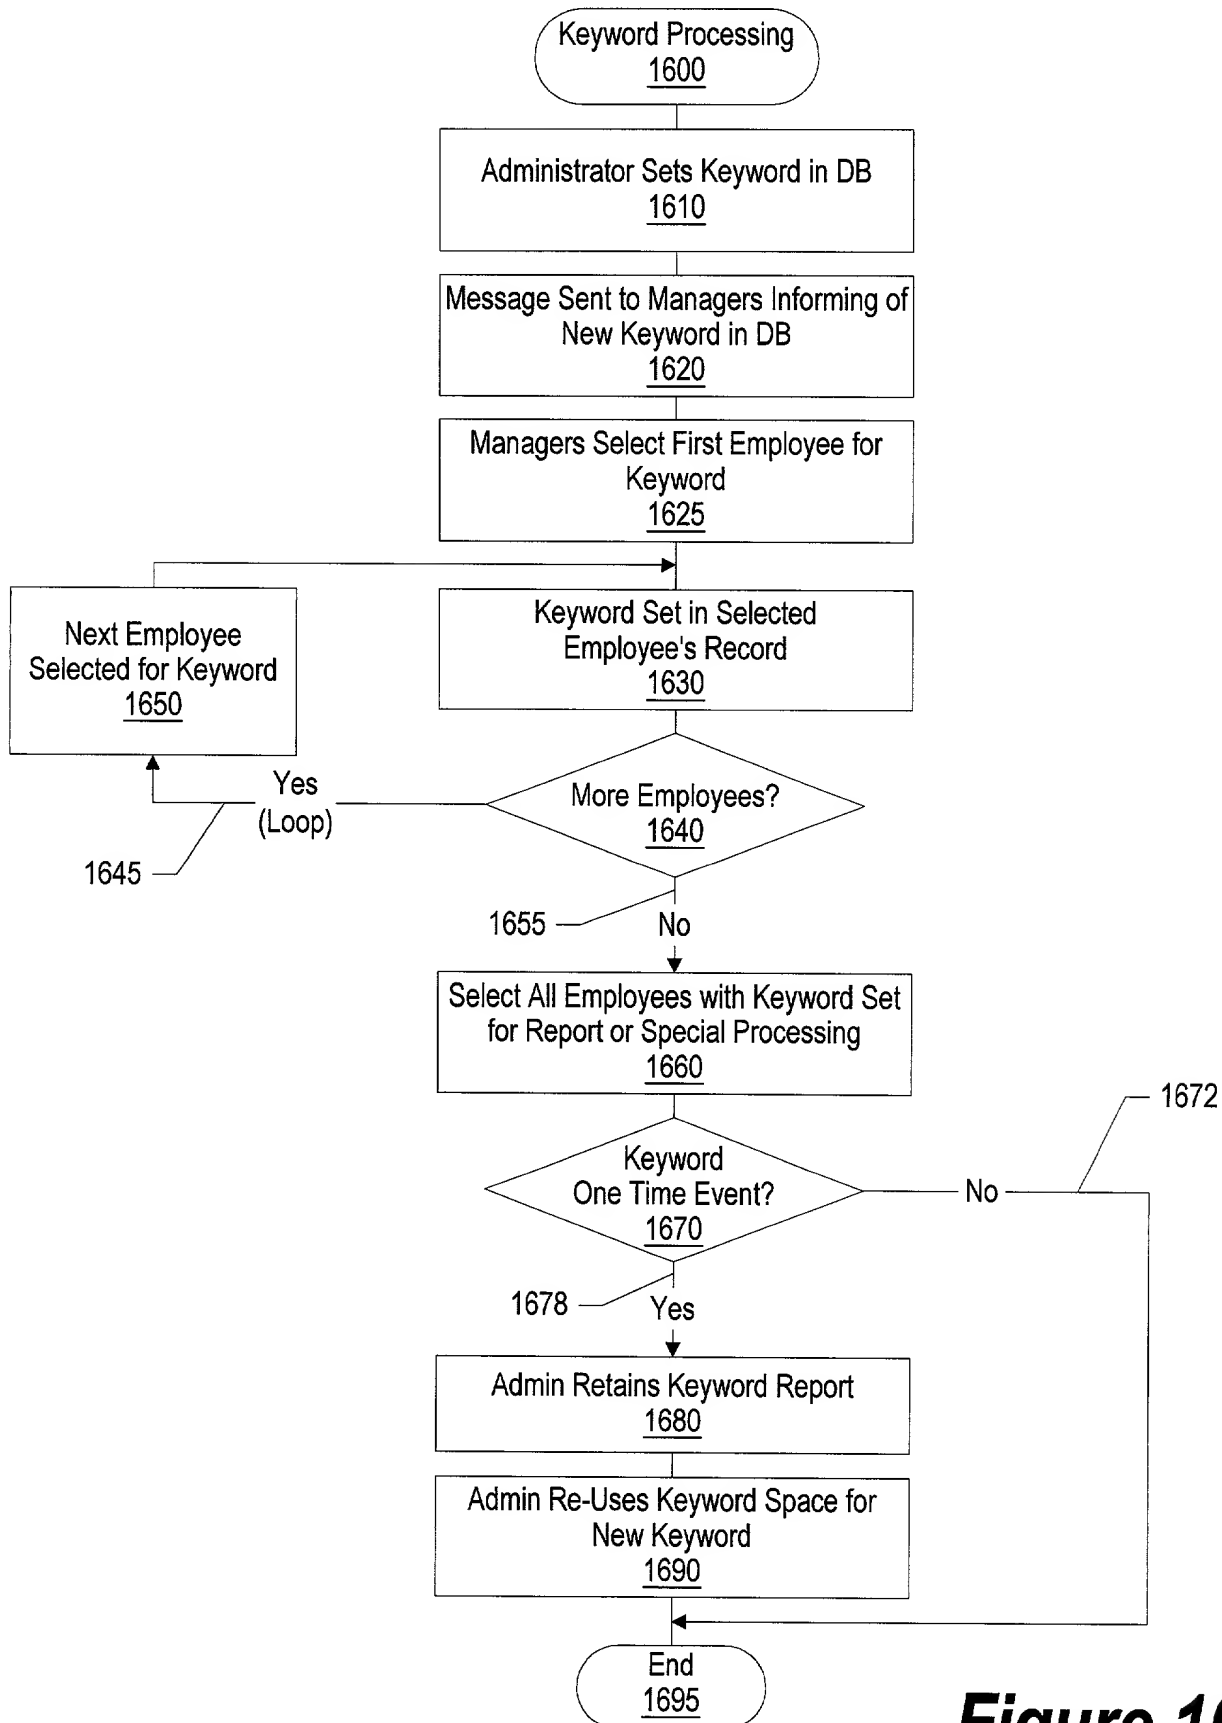 Keyword Processing
1600
Administrator Sets Keyword in DB
1610
Message Sent to Managers Informing of
New Keyword in DB
1620
Managers Select First Employee for
Keyword
1625
Next Employee
Selected for Keyword
1650
Keyword Set in Selected
Employee's Record
1630
Yes
(Loop)
1645
More Employees?
1640
1655
No
Select All Employees with Keyword Set
for Report or Special Processing
1660
1672
Keyword
One Time Event?
1670
No
1678
Yes
Admin Retains Keyword Report
1680
Admin Re-Uses Keyword Space for
New Keyword
1690
End
1695
Figure